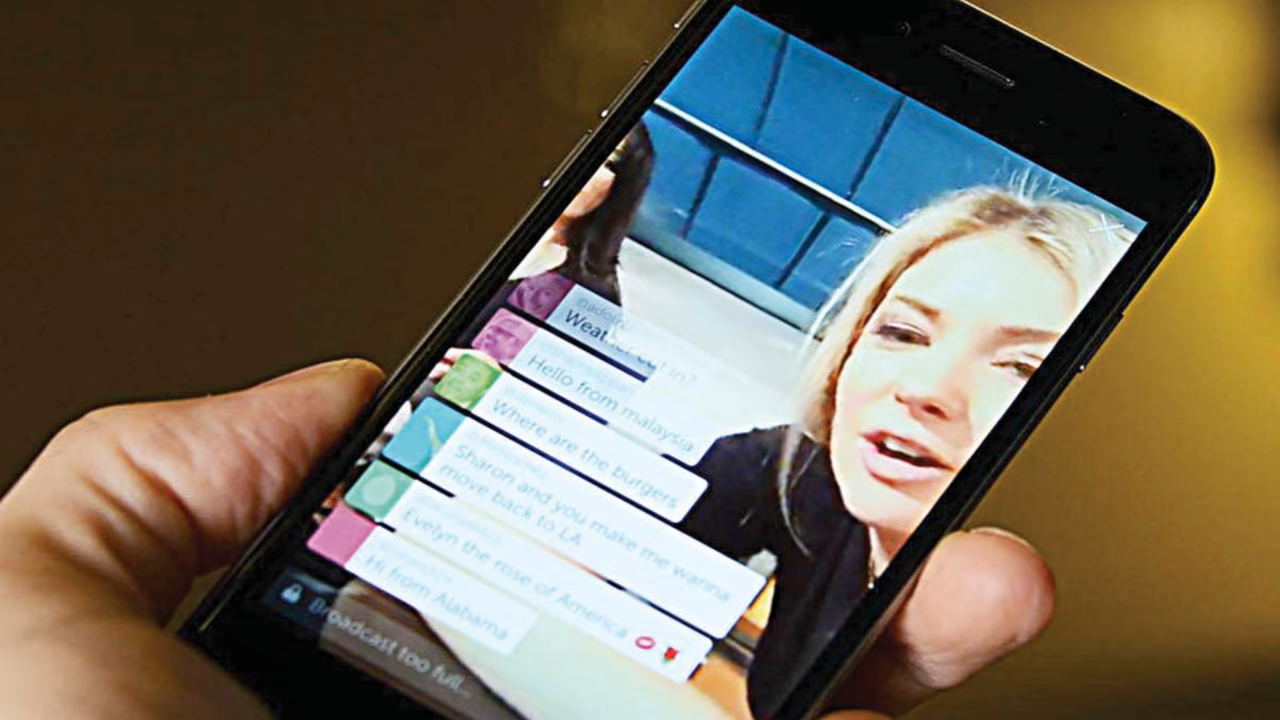 Hello from malaysia
Where are the burgers
Sharon and you make me wanna
move back to LA
Evelyn the rose of America 💋🌹
Hi from Alabama
Broadcast too full...